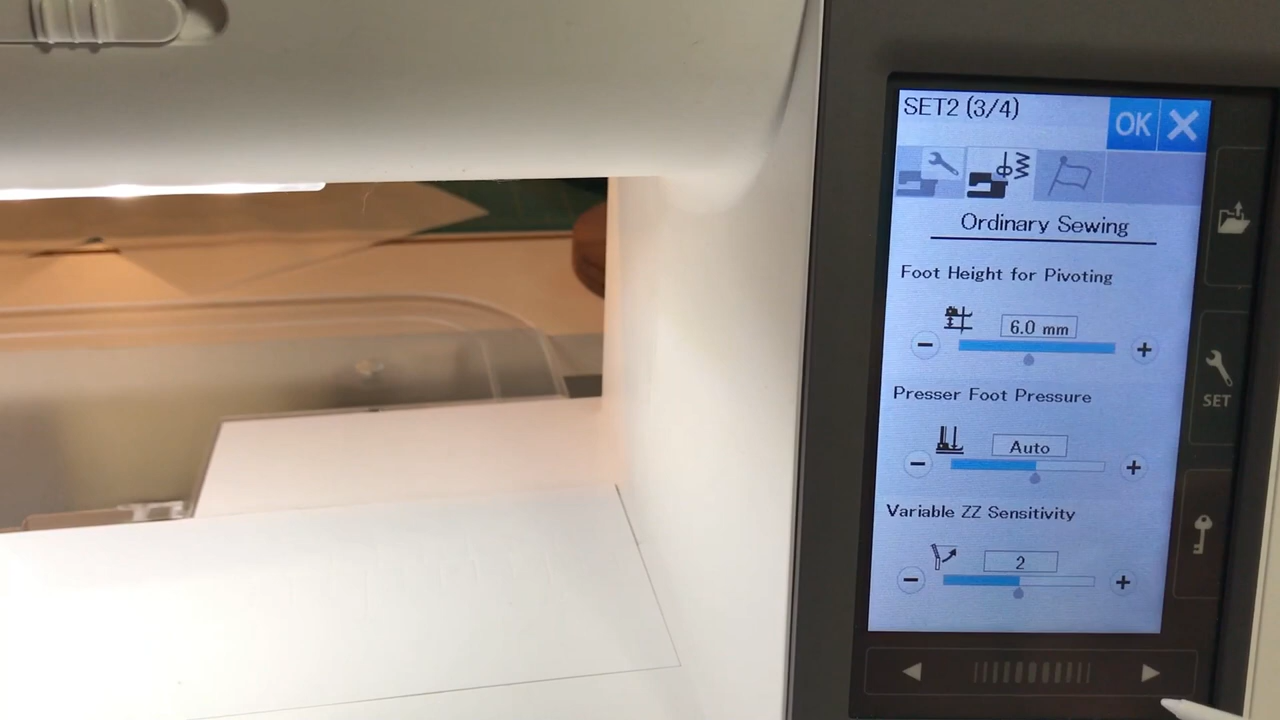 SET2 (3/4)
OK
Ordinary Sewing
Foot Height for Pivoting
6.0 mm
Presser Foot Pressure
Auto
SET
Variable ZZ Sensitivity
2